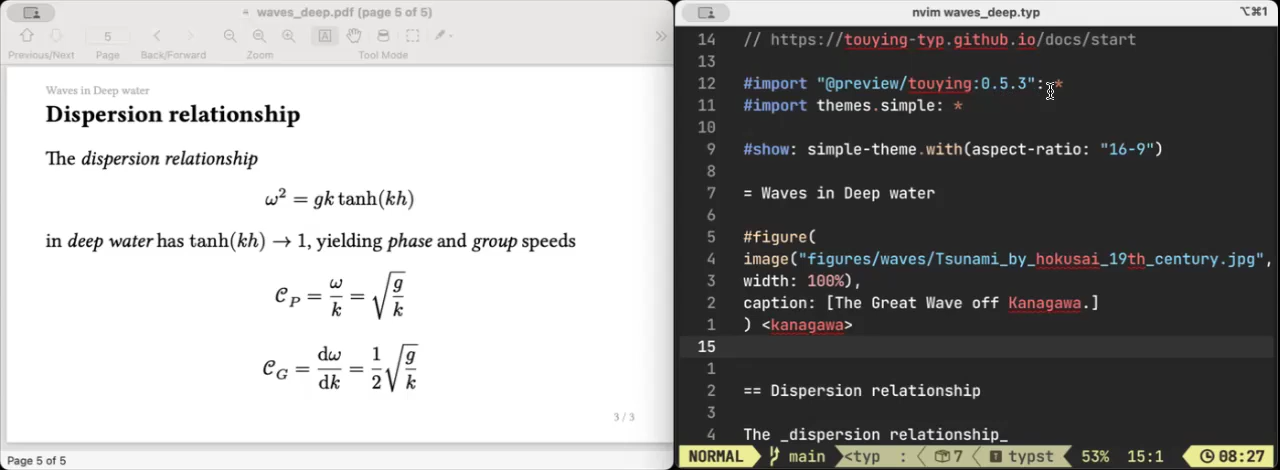 waves_deep.pdf (page 5 of 5)
5
Previous/Next Page Back/Forward Zoom Tool Mode
Waves in Deep water
Dispersion relationship
The dispersion relationship
ω² = gk tanh(kh)
in deep water has tanh(kh) → 1, yielding phase and group speeds
𝒞_P = ω/k = √(g/k)
𝒞_G = dω/dk = 1/2 √(g/k)
3 / 3
Page 5 of 5
nvim waves_deep.typ ⌥⌘1
14 // https://touying-typ.github.io/docs/start
13
12 #import "@preview/touying:0.5.3": *
11 #import themes.simple: *
10
9 #show: simple-theme.with(aspect-ratio: "16-9")
8
7 = Waves in Deep water
6
5 #figure(
4 image("figures/waves/Tsunami_by_hokusai_19th_century.jpg",
3 width: 100%),
2 caption: [The Great Wave off Kanagawa.]
1 ) <kanagawa>
15
1
2 == Dispersion relationship
3
4 The _dispersion relationship_
NORMAL main <typ : 7 typst 53% 15:1 08:27